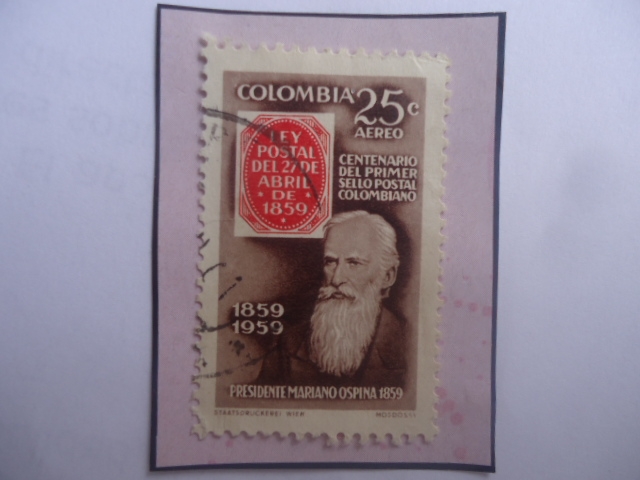 COLOMBIA 25c
AEREO
LEY
POSTAL
DEL 27 DE
ABRIL
DE
1859
CENTENARIO
DEL PRIMER
SELLO POSTAL
COLOMBIANO
1859
1959
PRESIDENTE MARIANO OSPINA 1859
STAATSDRUCKEREI WIEN